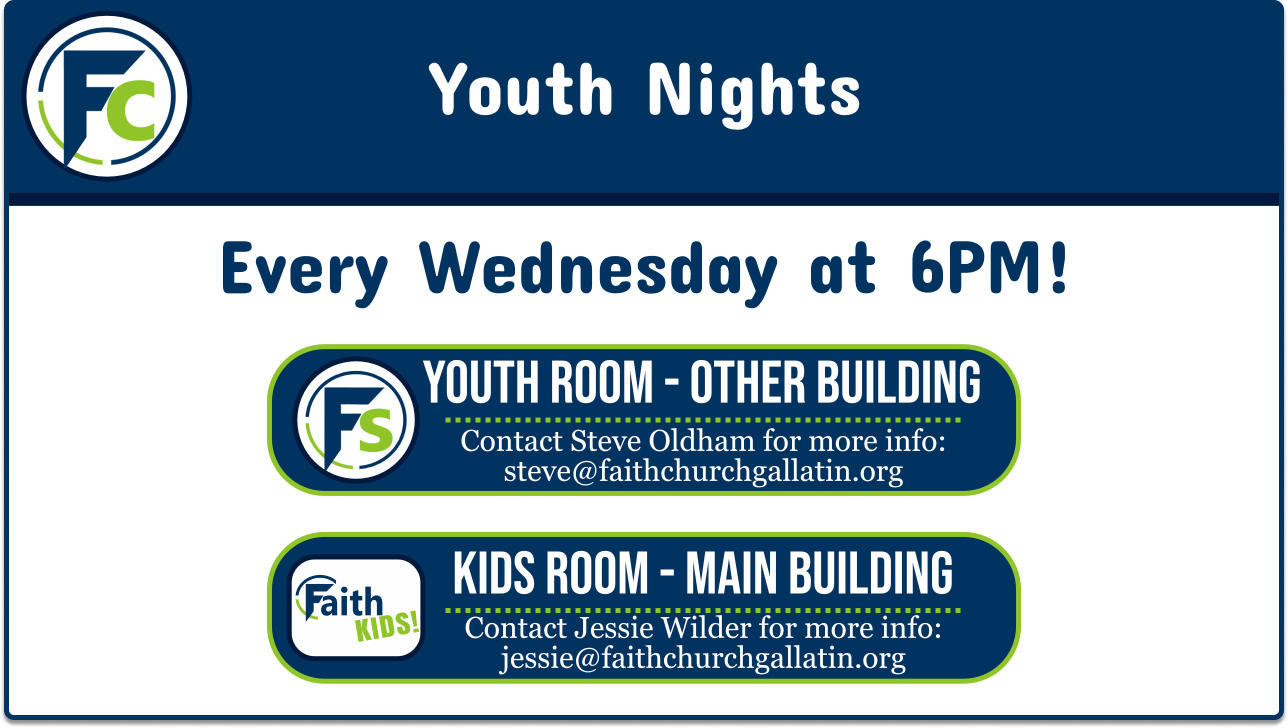 FC
Youth Nights
Every Wednesday at 6PM!
FS
YOUTH ROOM - OTHER BUILDING
Contact Steve Oldham for more info:
steve@faithchurchgallatin.org
Faith
KIDS!
KIDS ROOM - MAIN BUILDING
Contact Jessie Wilder for more info:
jessie@faithchurchgallatin.org